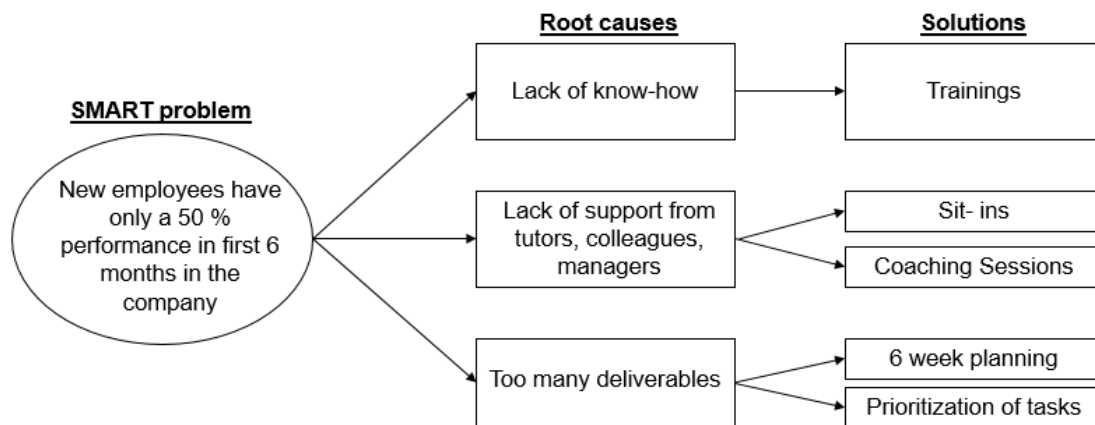 Root causes
Solutions
SMART problem
New employees have
only a 50 %
performance in first 6
months in the
company
Lack of know-how
Trainings
Lack of support from
tutors, colleagues,
managers
Sit- ins
Coaching Sessions
Too many deliverables
6 week planning
Prioritization of tasks